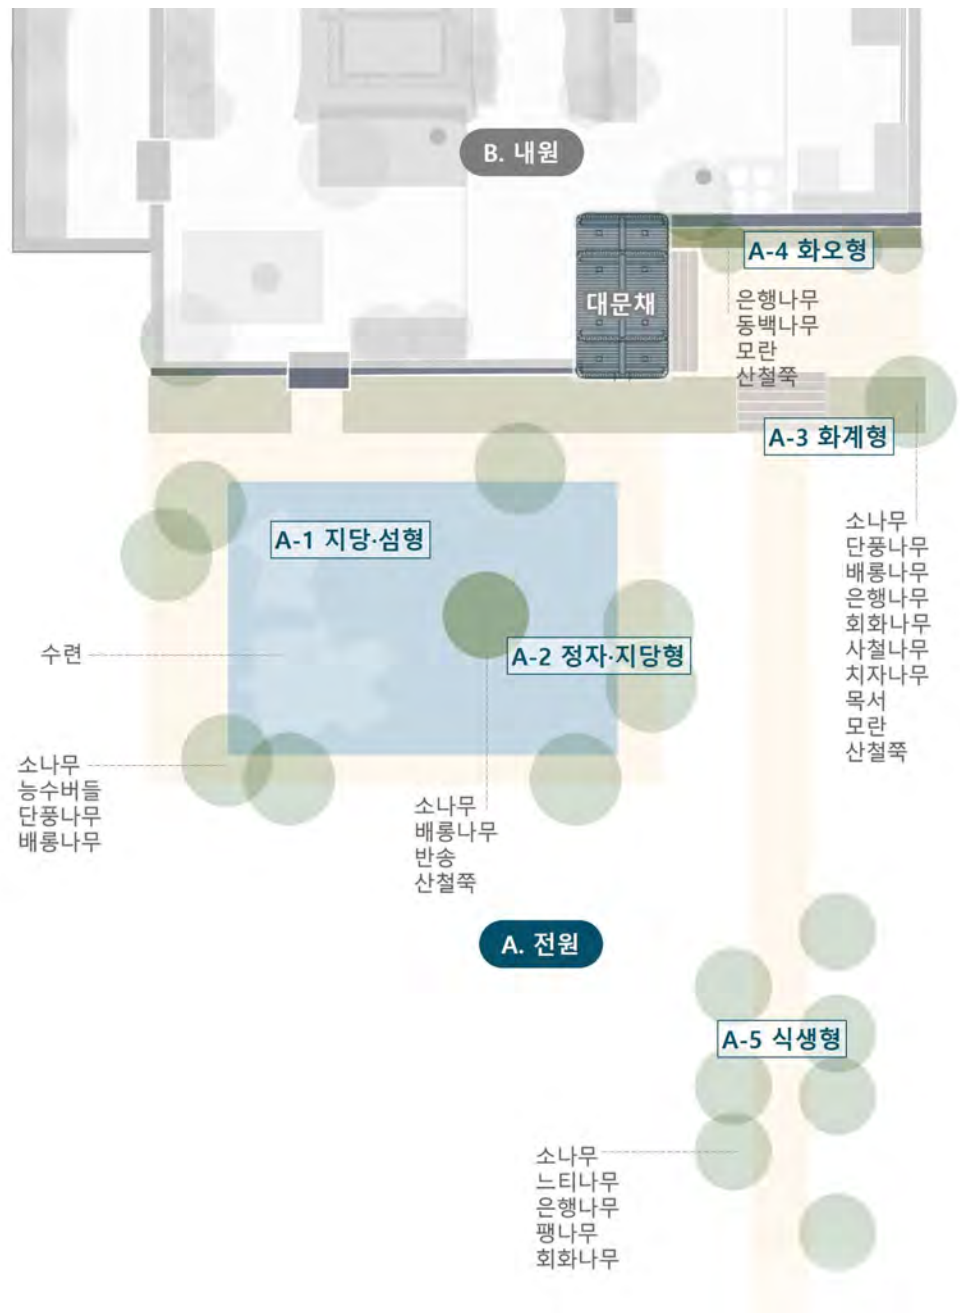 B. 내원
A-4 화오형
대문채
은행나무
동백나무
모란
산철쭉
A-3 화계형
소나무
단풍나무
배롱나무
은행나무
회화나무
사철나무
치자나무
목서
모란
산철쭉
A-1 지당·섬형
A-2 정자·지당형
수련
소나무
능수버들
단풍나무
배롱나무
소나무
배롱나무
반송
산철쭉
A. 전원
A-5 식생형
소나무
느티나무
은행나무
팽나무
회화나무